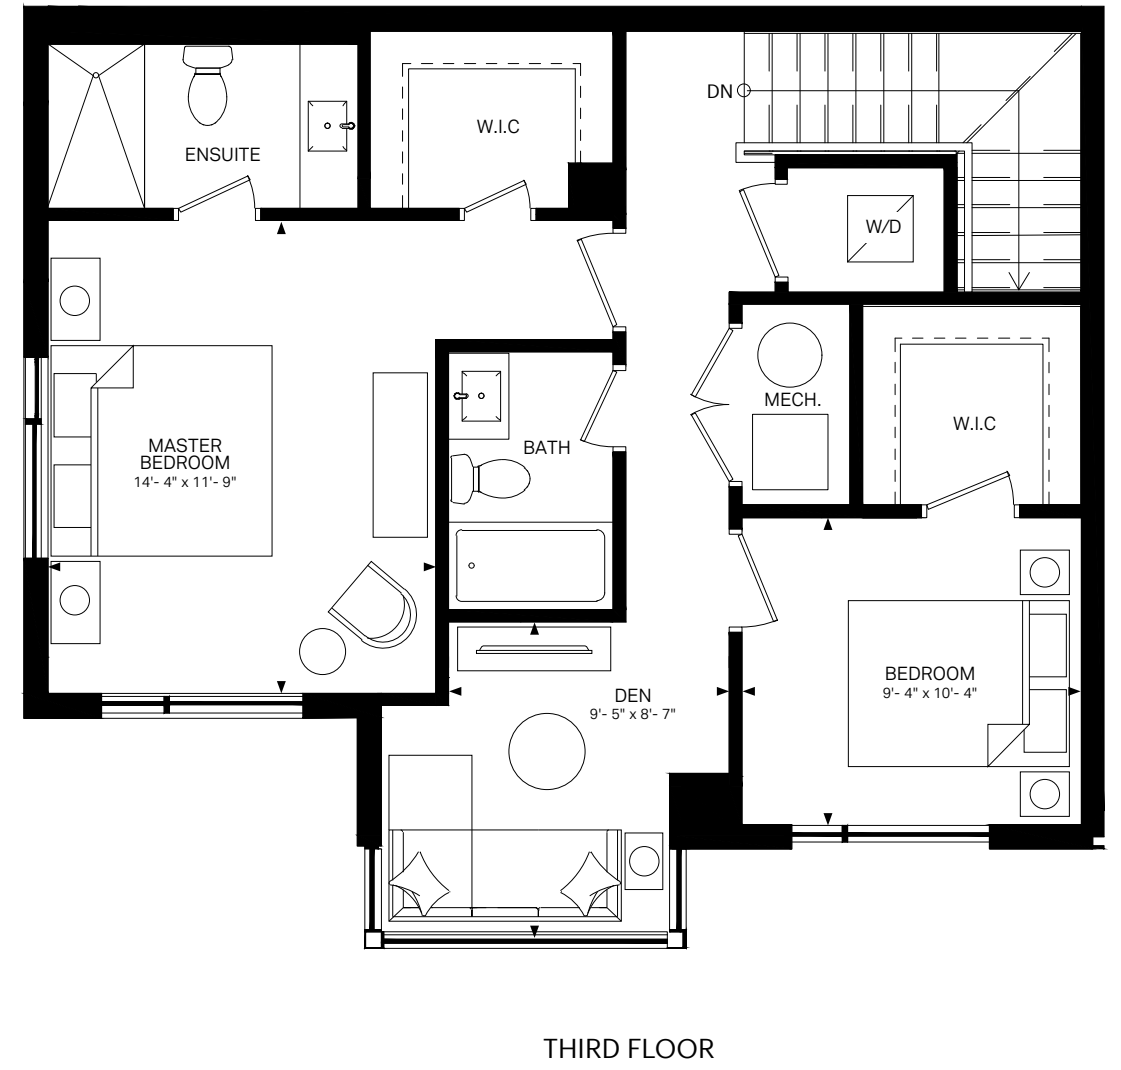 DN
W.I.C
ENSUITE
W/D
MECH.
W.I.C
MASTER
BEDROOM
14'- 4" x 11'- 9"
BATH
BEDROOM
9'- 4" x 10'- 4"
DEN
9'- 5" x 8'- 7"
THIRD FLOOR